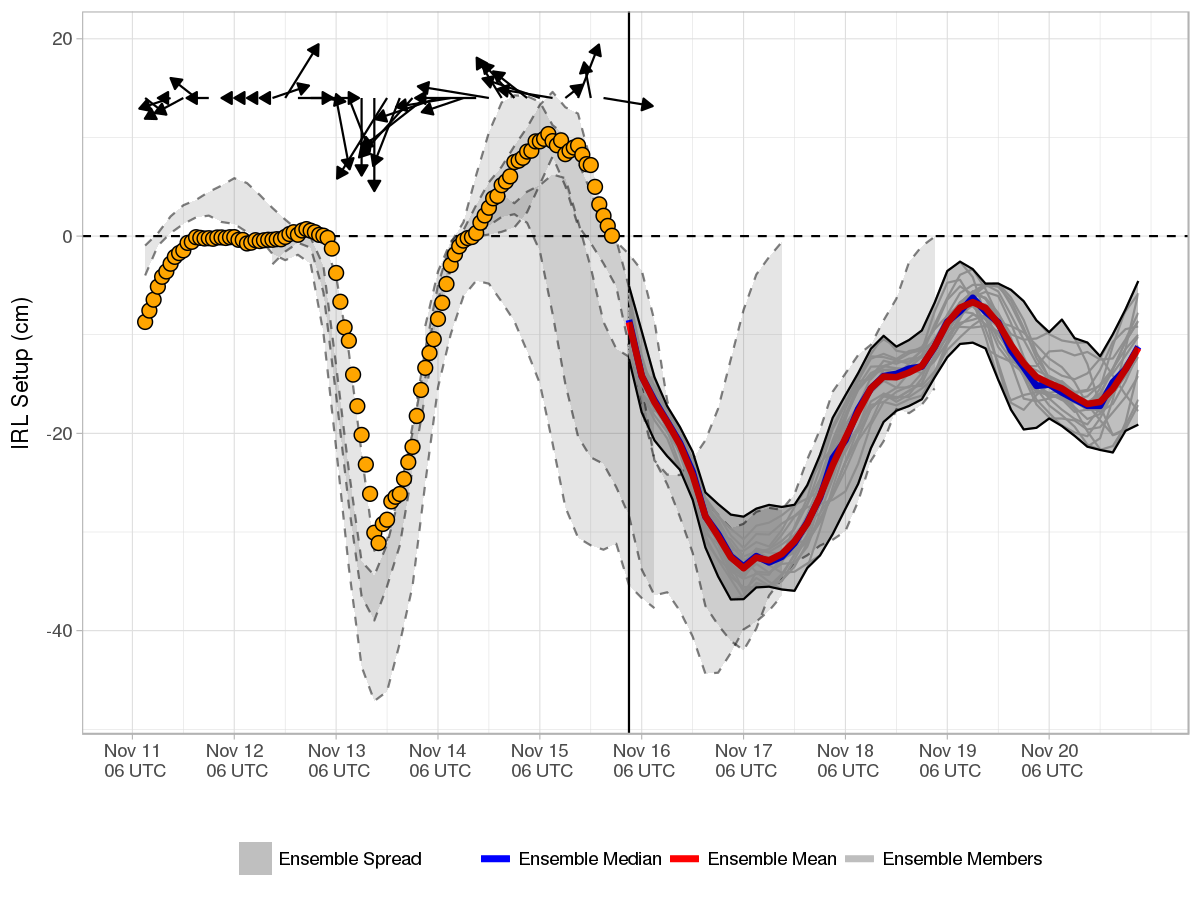 IRL Setup (cm)
20
0
-20
-40
Nov 11 Nov 12 Nov 13 Nov 14 Nov 15 Nov 16 Nov 17 Nov 18 Nov 19 Nov 20
06 UTC 06 UTC 06 UTC 06 UTC 06 UTC 06 UTC 06 UTC 06 UTC 06 UTC 06 UTC
Ensemble Spread Ensemble Median Ensemble Mean Ensemble Members